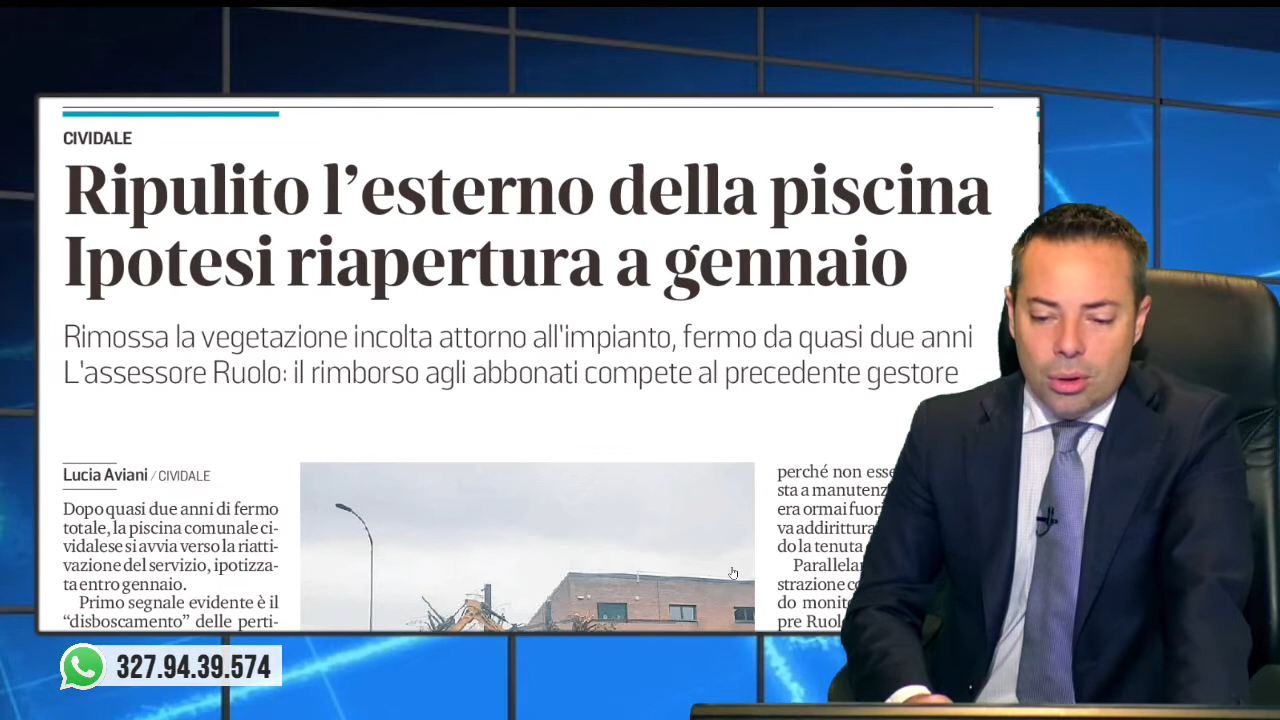 CIVIDALE
Ripulito l’esterno della piscina
Ipotesi riapertura a gennaio
Rimossa la vegetazione incolta attorno all'impianto, fermo da quasi due anni
L'assessore Ruolo: il rimborso agli abbonati compete al precedente gestore
Lucia Aviani / CIVIDALE
Dopo quasi due anni di fermo
totale, la piscina comunale ci-
vidalese si avvia verso la riatti-
vazione del servizio, ipotizza-
ta entro gennaio.
Primo segnale evidente è il
“disboscamento” delle perti-
perché non esse
sta a manutenz
era ormai fuori
va addirittura
do la tenuta
Parallelar
strazione co
do monito
pre Ruolo
327.94.39.574